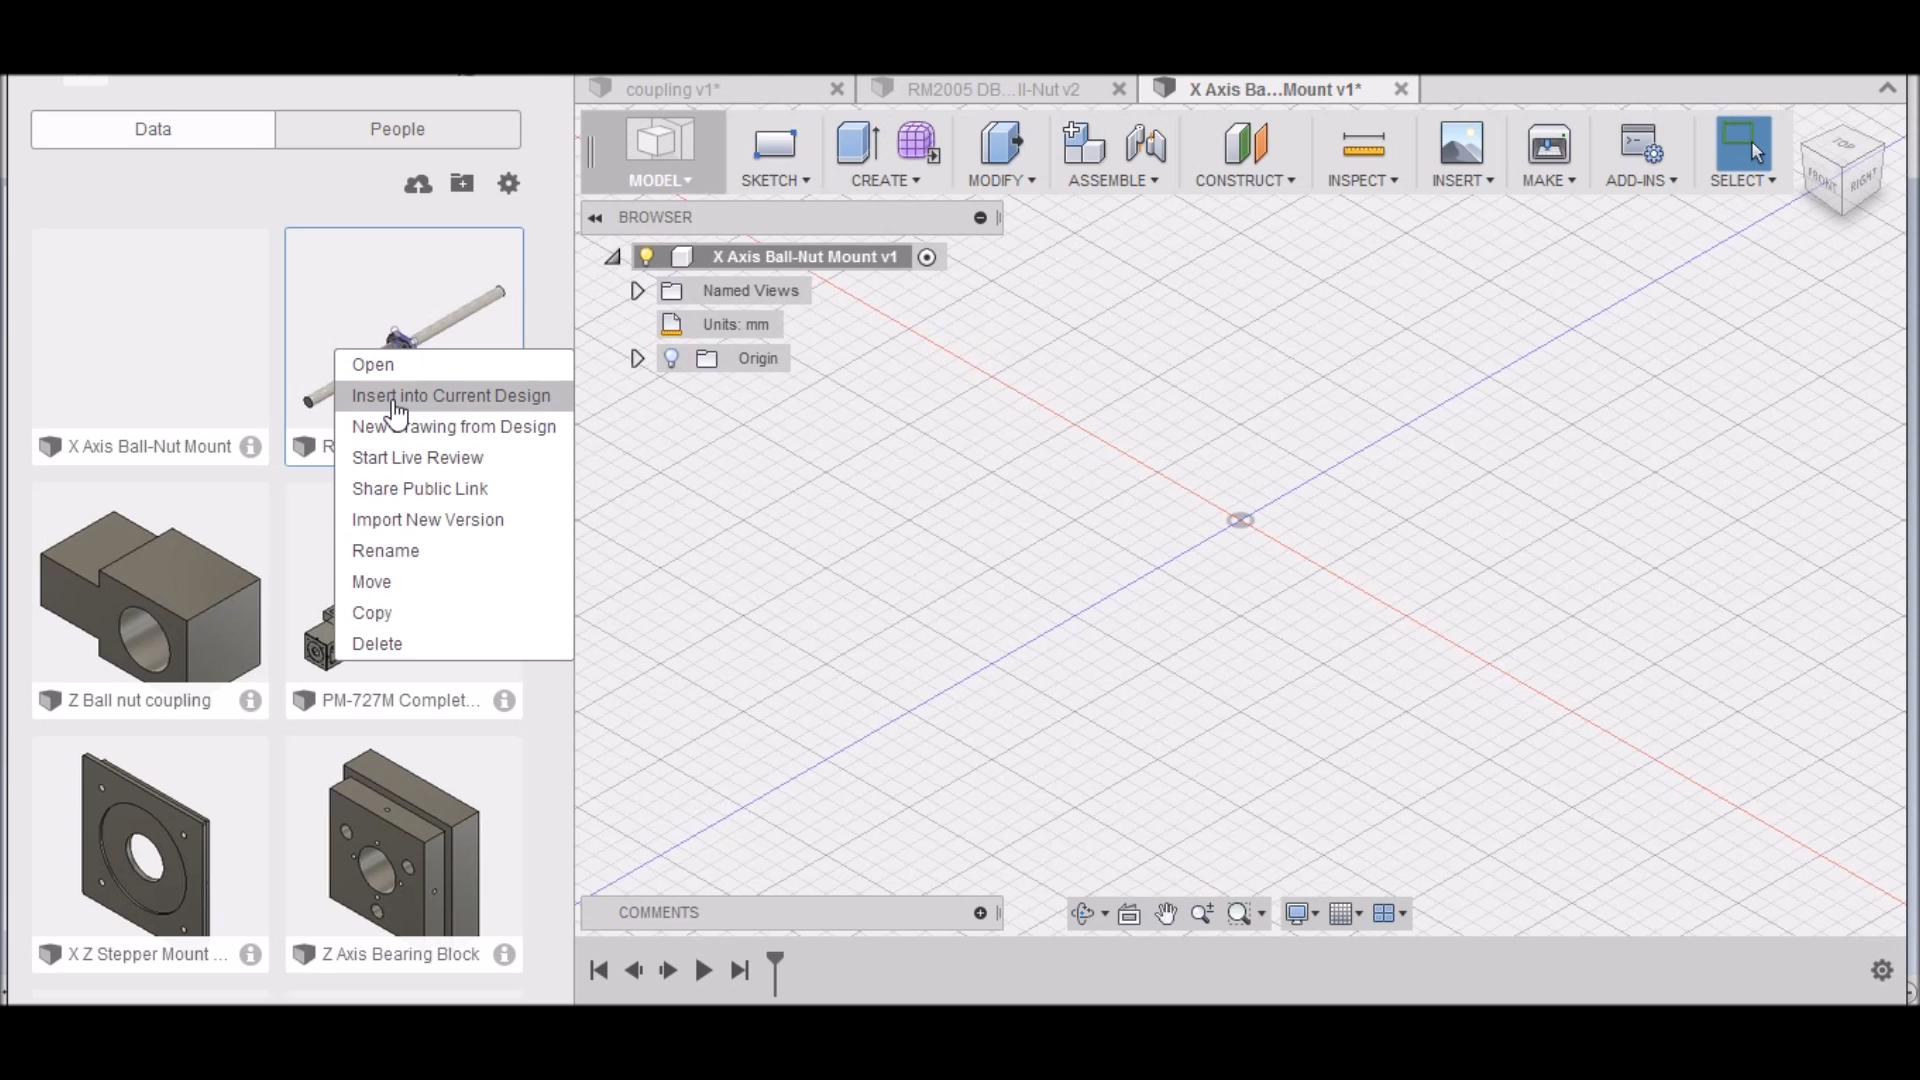 coupling v1*
RM2005 DB...ll-Nut v2
X Axis Ba...Mount v1*
Data
People
MODEL
SKETCH
CREATE
MODIFY
ASSEMBLE
CONSTRUCT
INSPECT
INSERT
MAKE
ADD-INS
SELECT
TOP
FRONT
RIGHT
BROWSER
X Axis Ball-Nut Mount v1
Named Views
Units: mm
Origin
Open
Insert into Current Design
New Drawing from Design
Start Live Review
Share Public Link
Import New Version
Rename
Move
Copy
Delete
X Axis Ball-Nut Mount
R
Z Ball nut coupling
PM-727M Complet...
X Z Stepper Mount ...
Z Axis Bearing Block
COMMENTS